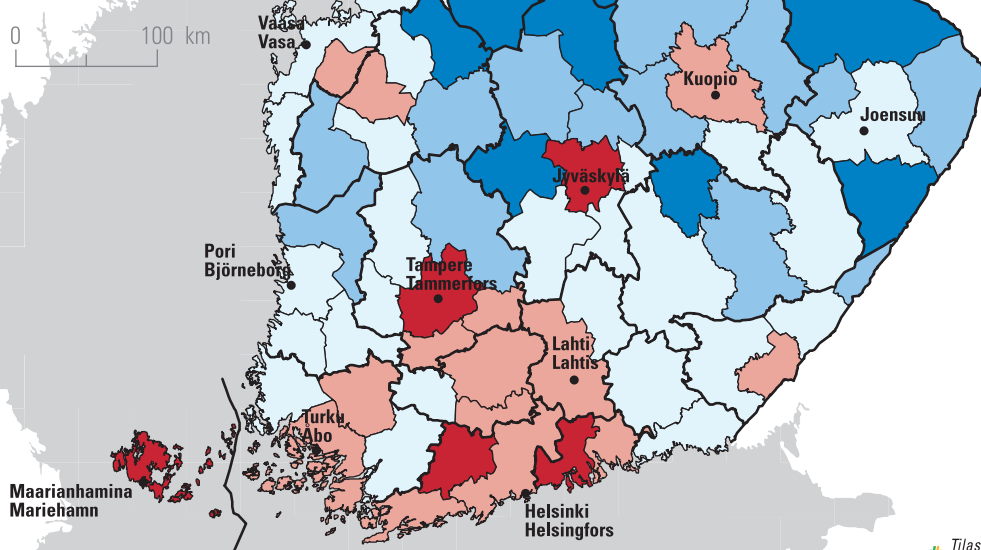 0 100 km
Vaasa
Vasa
Kuopio
Joensuu
Jyväskylä
Pori
Björneborg
Tampere
Tammerfors
Lahti
Lahtis
Turku
Åbo
Maarianhamina
Mariehamn
Helsinki
Helsingfors
Tilas